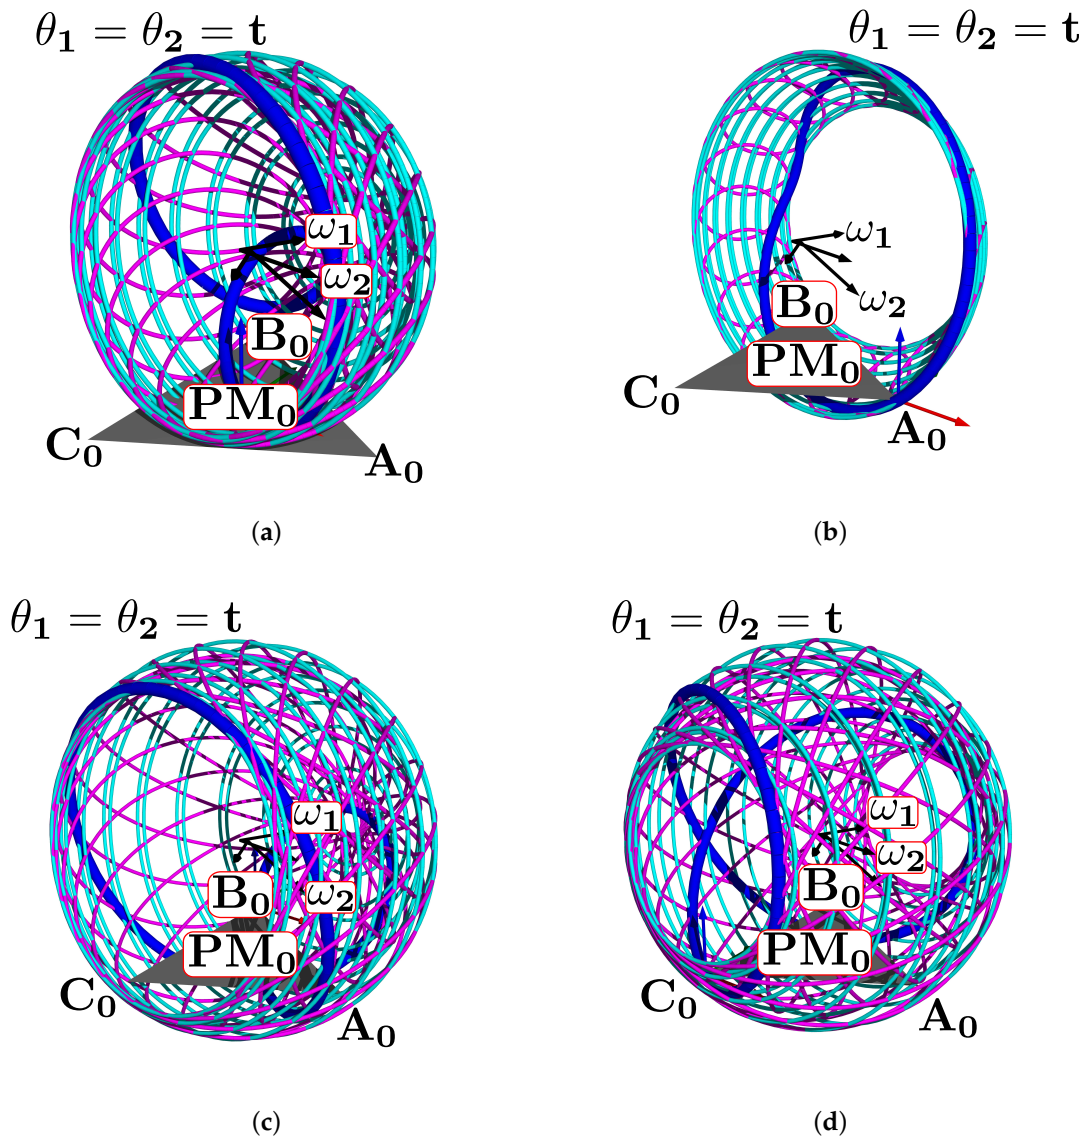 θ₁ = θ₂ = t
ω₁
ω₂
B₀
PM₀
C₀
A₀
(a)
θ₁ = θ₂ = t
ω₁
ω₂
B₀
PM₀
C₀
A₀
(b)
θ₁ = θ₂ = t
ω₁
ω₂
B₀
PM₀
C₀
A₀
(c)
θ₁ = θ₂ = t
ω₁
ω₂
B₀
PM₀
C₀
A₀
(d)